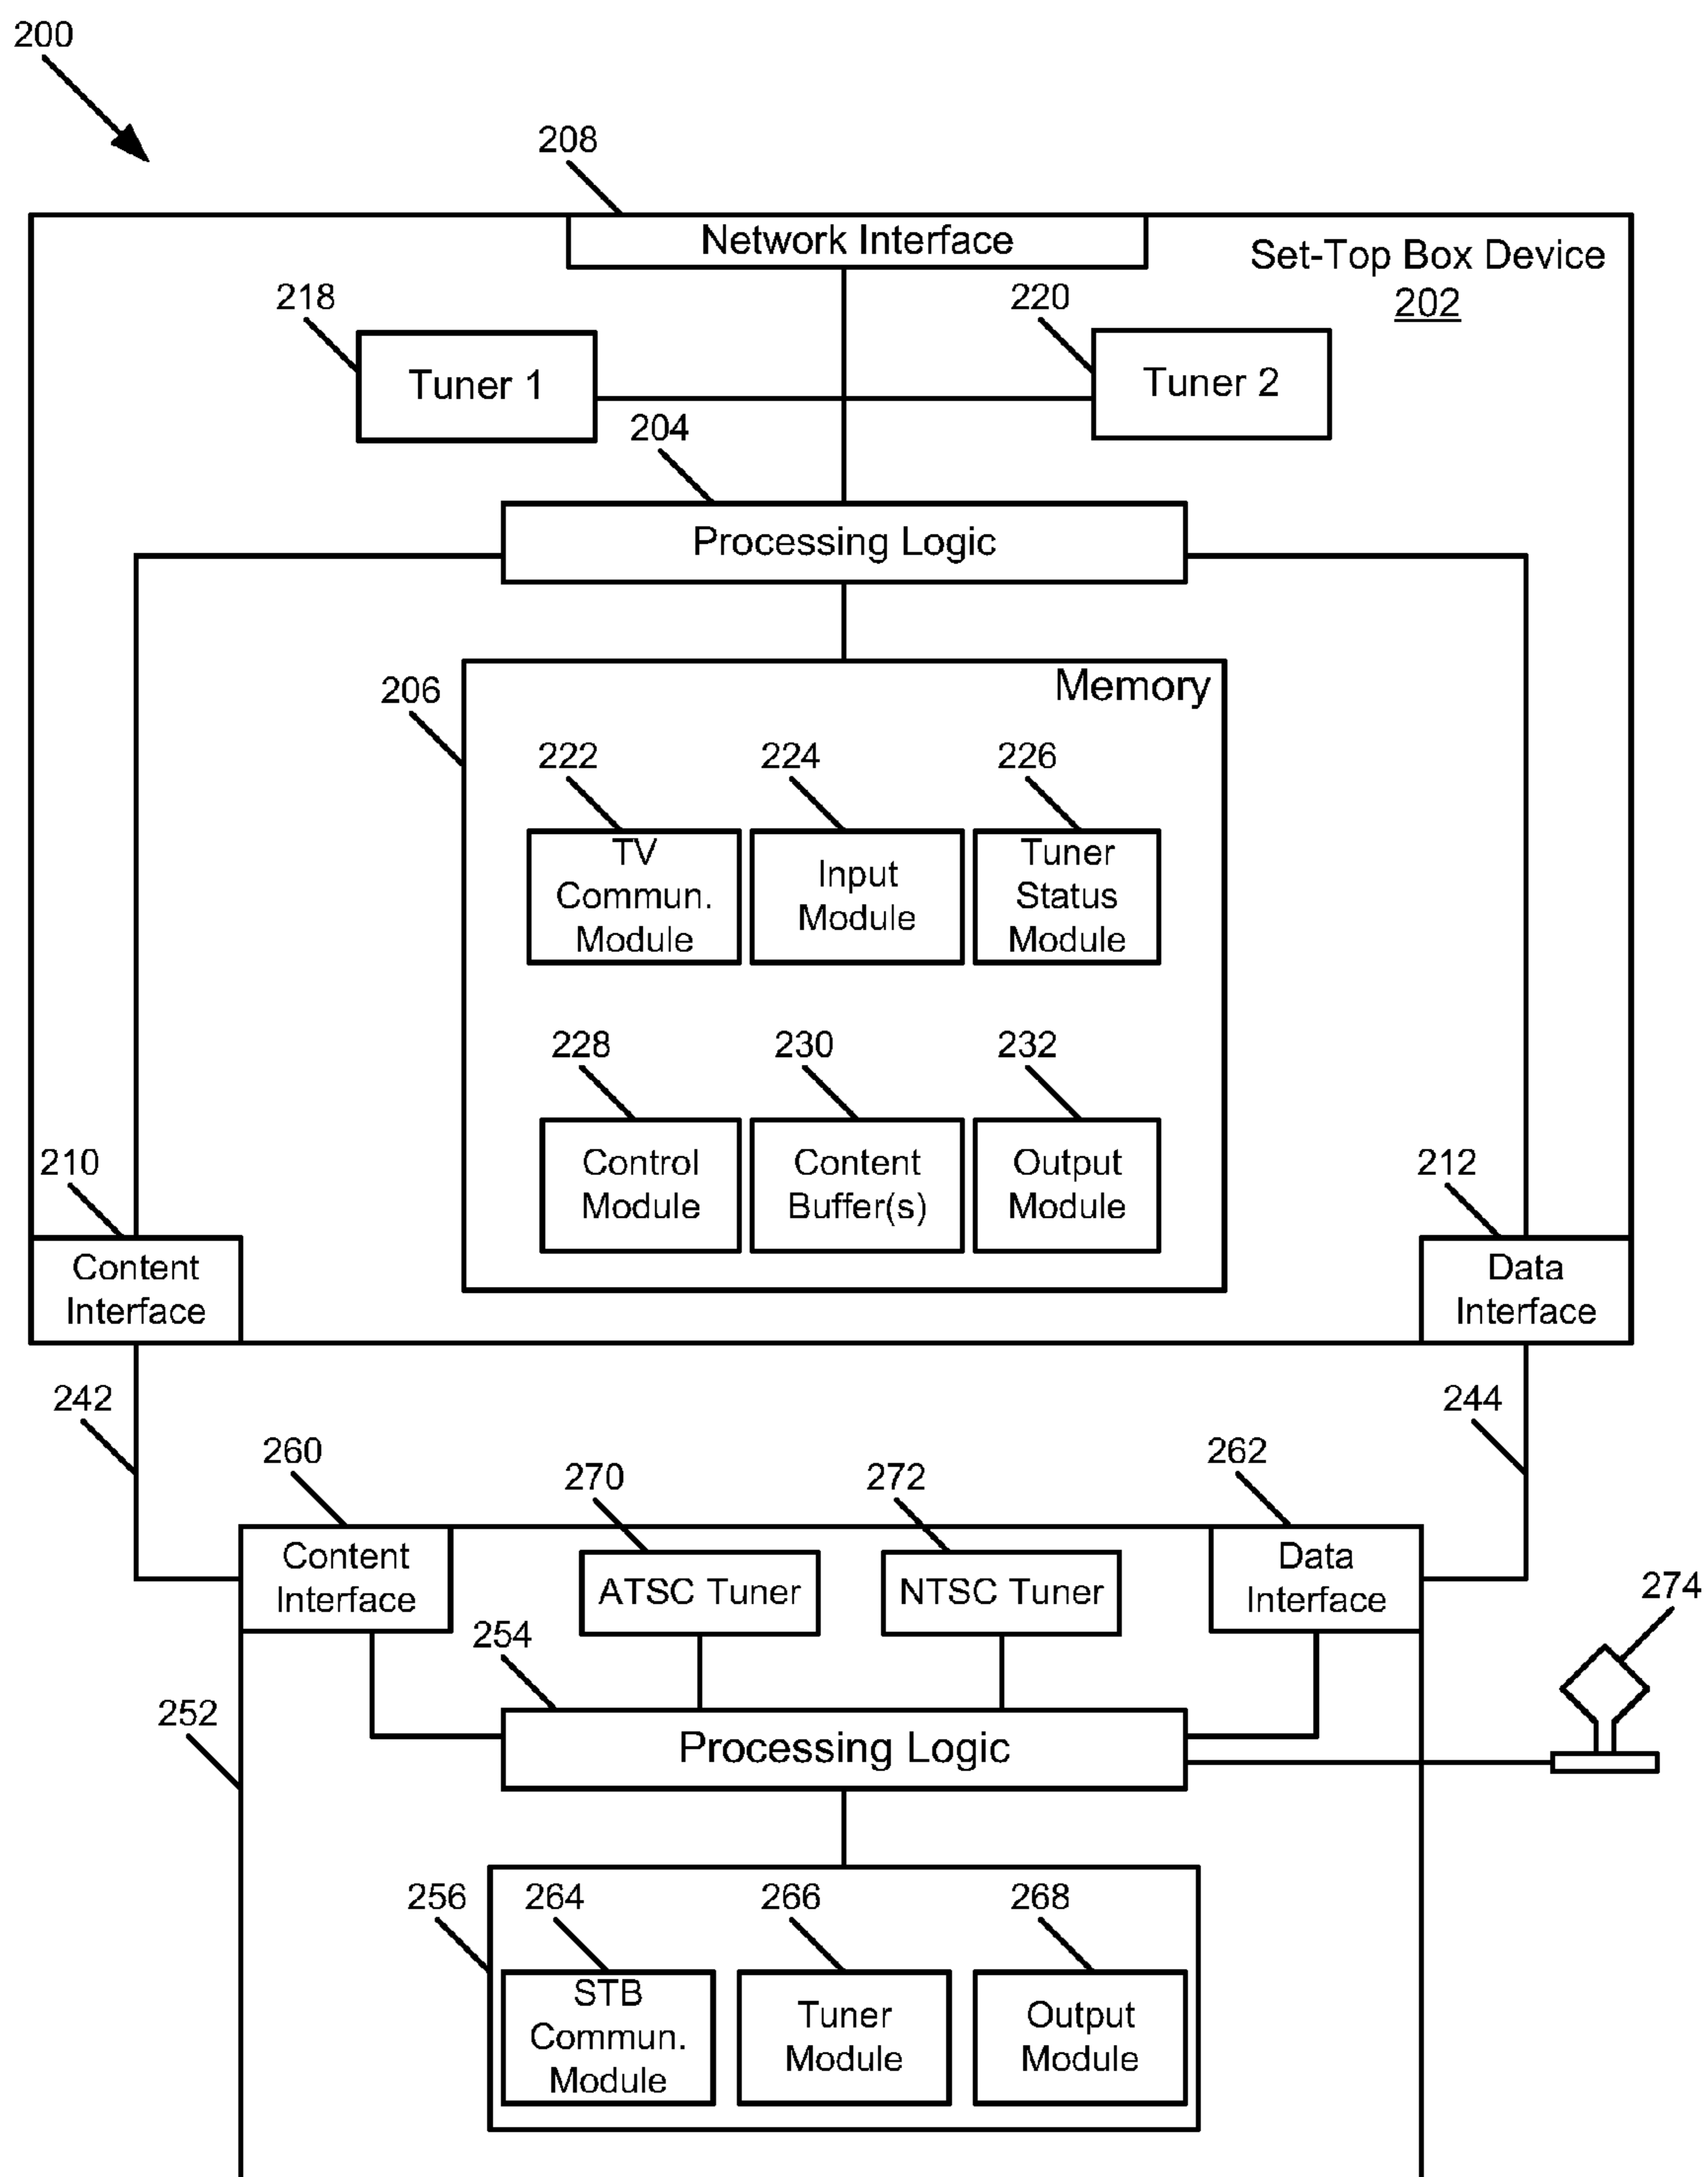 200
208
Network Interface
Set-Top Box Device
202
218
220
Tuner 1
Tuner 2
204
Processing Logic
206
Memory
222
224
226
TV
Commun.
Module
Input
Module
Tuner
Status
Module
228
230
232
Control
Module
Content
Buffer(s)
Output
Module
210
212
Content
Interface
Data
Interface
242
244
260
270
272
262
Content
Interface
ATSC Tuner
NTSC Tuner
Data
Interface
274
254
252
Processing Logic
256
264
266
268
STB
Commun.
Module
Tuner
Module
Output
Module